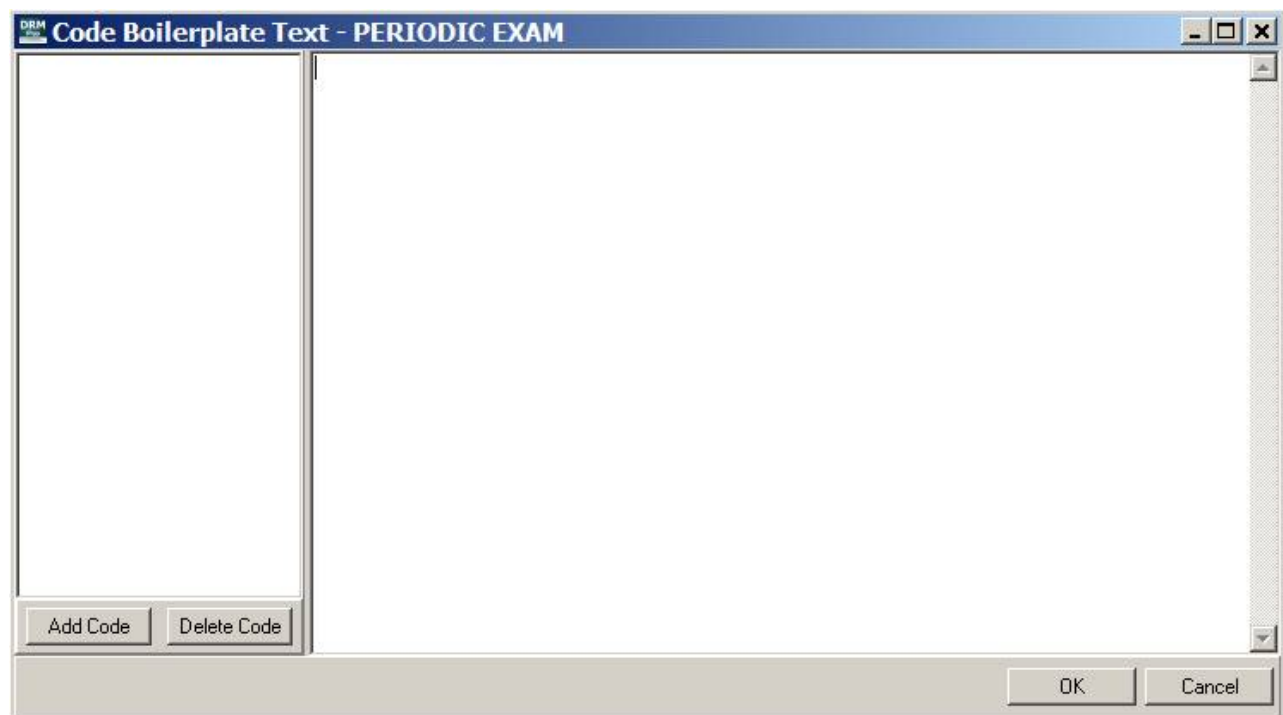 DRM
Code Boilerplate Text - PERIODIC EXAM
Add Code
Delete Code
OK
Cancel